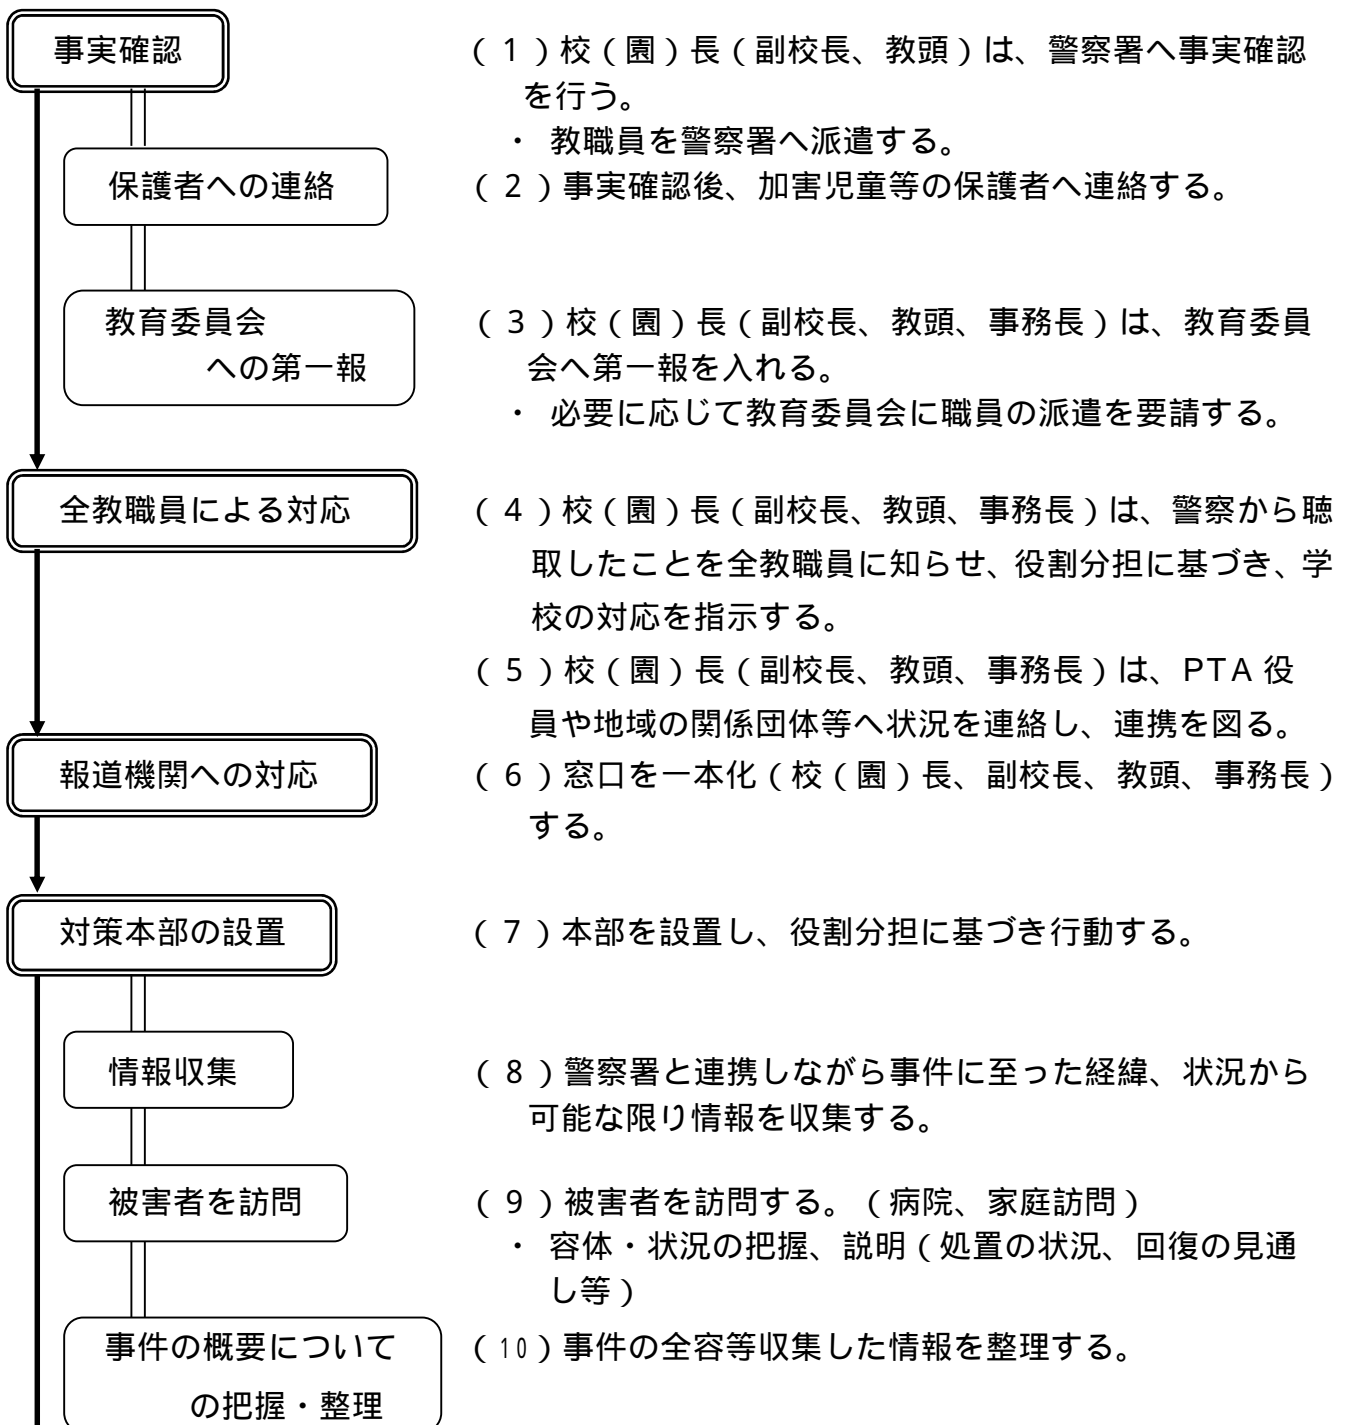 事実確認
(1)校(園)長(副校長、教頭)は、警察署へ事実確認
を行う。
・ 教職員を警察署へ派遣する。
保護者への連絡
(2)事実確認後、加害児童等の保護者へ連絡する。
教育委員会
への第一報
(3)校(園)長(副校長、教頭、事務長)は、教育委員
会へ第一報を入れる。
・ 必要に応じて教育委員会に職員の派遣を要請する。
全教職員による対応
(4)校(園)長(副校長、教頭、事務長)は、警察から聴
取したことを全教職員に知らせ、役割分担に基づき、学
校の対応を指示する。
(5)校(園)長(副校長、教頭、事務長)は、PTA 役
員や地域の関係団体等へ状況を連絡し、連携を図る。
報道機関への対応
(6)窓口を一本化(校(園)長、副校長、教頭、事務長)
する。
対策本部の設置
(7)本部を設置し、役割分担に基づき行動する。
情報収集
(8)警察署と連携しながら事件に至った経緯、状況から
可能な限り情報を収集する。
被害者を訪問
(9)被害者を訪問する。(病院、家庭訪問)
・ 容体・状況の把握、説明(処置の状況、回復の見通
し等)
事件の概要について
の把握・整理
(10)事件の全容等収集した情報を整理する。